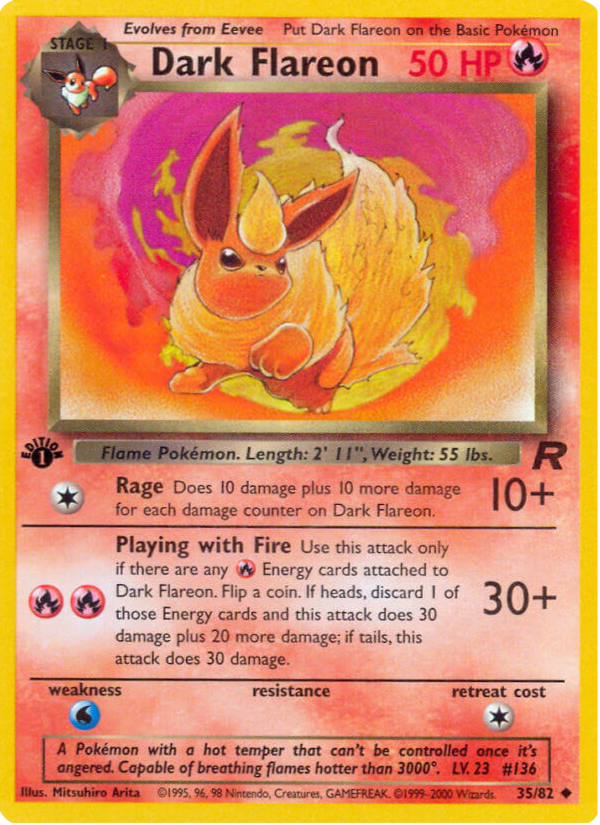 Evolves from Eevee Put Dark Flareon on the Basic Pokémon
STAGE 1
Dark Flareon 50 HP
EDITION
1
Flame Pokémon. Length: 2' 11", Weight: 55 lbs.
R
Rage Does 10 damage plus 10 more damage
for each damage counter on Dark Flareon.
10+
Playing with Fire Use this attack only
if there are any Energy cards attached to
Dark Flareon. Flip a coin. If heads, discard 1 of
those Energy cards and this attack does 30
damage plus 20 more damage; if tails, this
attack does 30 damage.
30+
weakness resistance retreat cost
A Pokémon with a hot temper that can't be controlled once it's
angered. Capable of breathing flames hotter than 3000°. LV. 23 #136
Illus. Mitsuhiro Arita ©1995, 96, 98 Nintendo, Creatures, GAMEFREAK. ©1999-2000 Wizards. 35/82